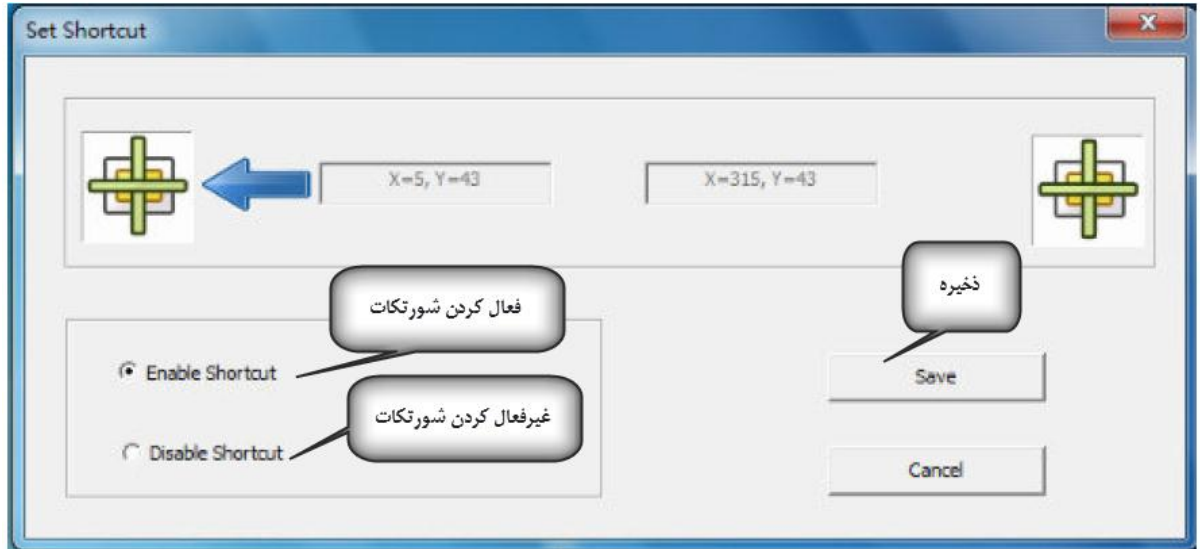 Set Shortcut
X=5, Y=43
X=315, Y=43
ذخیره
فعال کردن شورتکات
Enable Shortcut
Save
غیرفعال کردن شورتکات
Disable Shortcut
Cancel